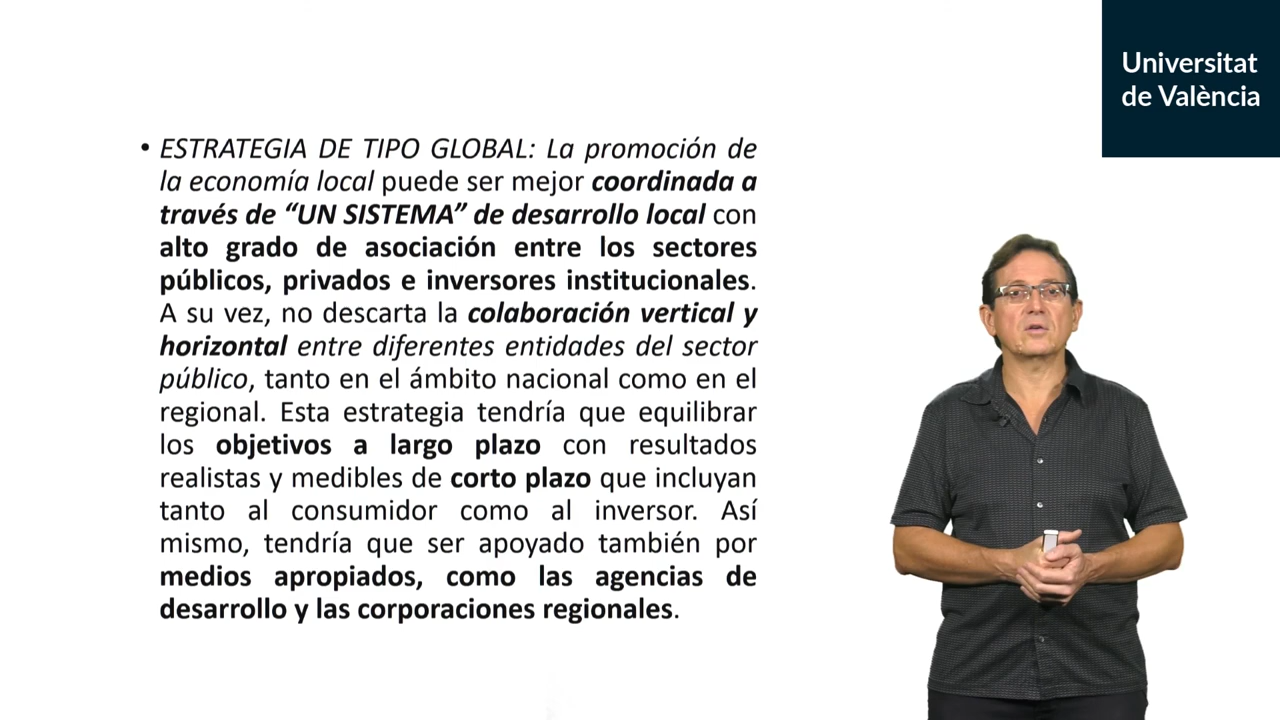 Universitat
de València
• ESTRATEGIA DE TIPO GLOBAL: La promoción de
la economía local puede ser mejor coordinada a
través de “UN SISTEMA” de desarrollo local con
alto grado de asociación entre los sectores
públicos, privados e inversores institucionales.
A su vez, no descarta la colaboración vertical y
horizontal entre diferentes entidades del sector
público, tanto en el ámbito nacional como en el
regional. Esta estrategia tendría que equilibrar
los objetivos a largo plazo con resultados
realistas y medibles de corto plazo que incluyan
tanto al consumidor como al inversor. Así
mismo, tendría que ser apoyado también por
medios apropiados, como las agencias de
desarrollo y las corporaciones regionales.